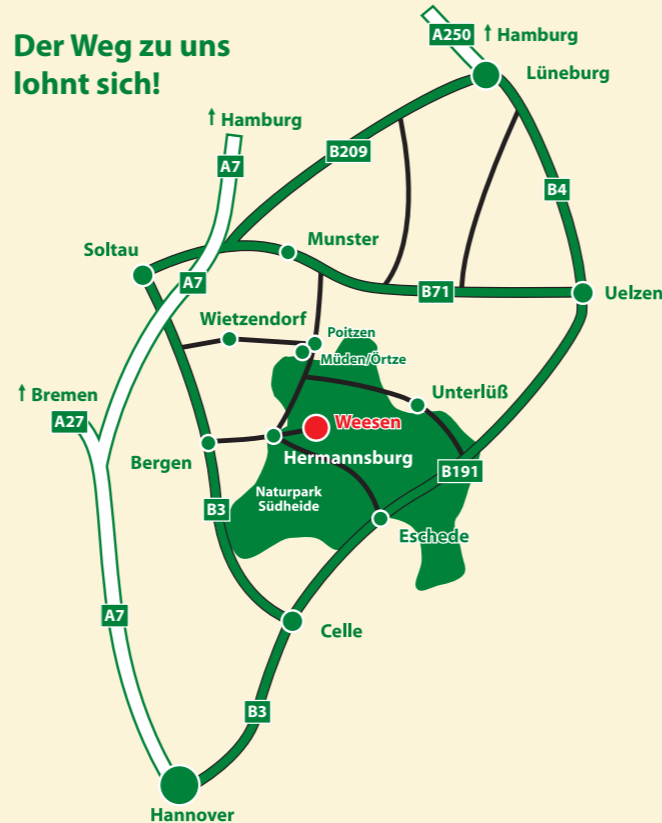 Der Weg zu uns
lohnt sich!
A250
↑ Hamburg
Lüneburg
↑ Hamburg
A7
B209
B4
Soltau
Munster
A7
B71
Uelzen
Wietzendorf
Poitzen
Müden/Örtze
↑ Bremen
A27
Unterlüß
Weesen
Bergen
Hermannsburg
B191
Naturpark
Südheide
B3
Eschede
A7
Celle
B3
Hannover